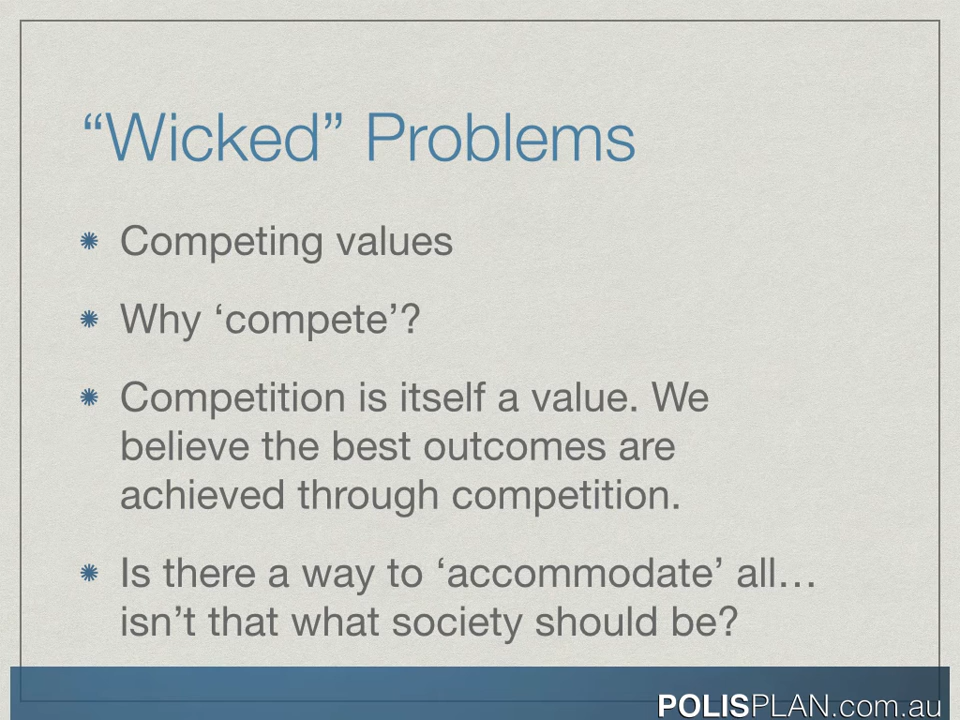 “Wicked” Problems
Competing values
Why ‘compete’?
Competition is itself a value. We
believe the best outcomes are
achieved through competition.
Is there a way to ‘accommodate’ all…
isn’t that what society should be?
POLISPLAN.com.au